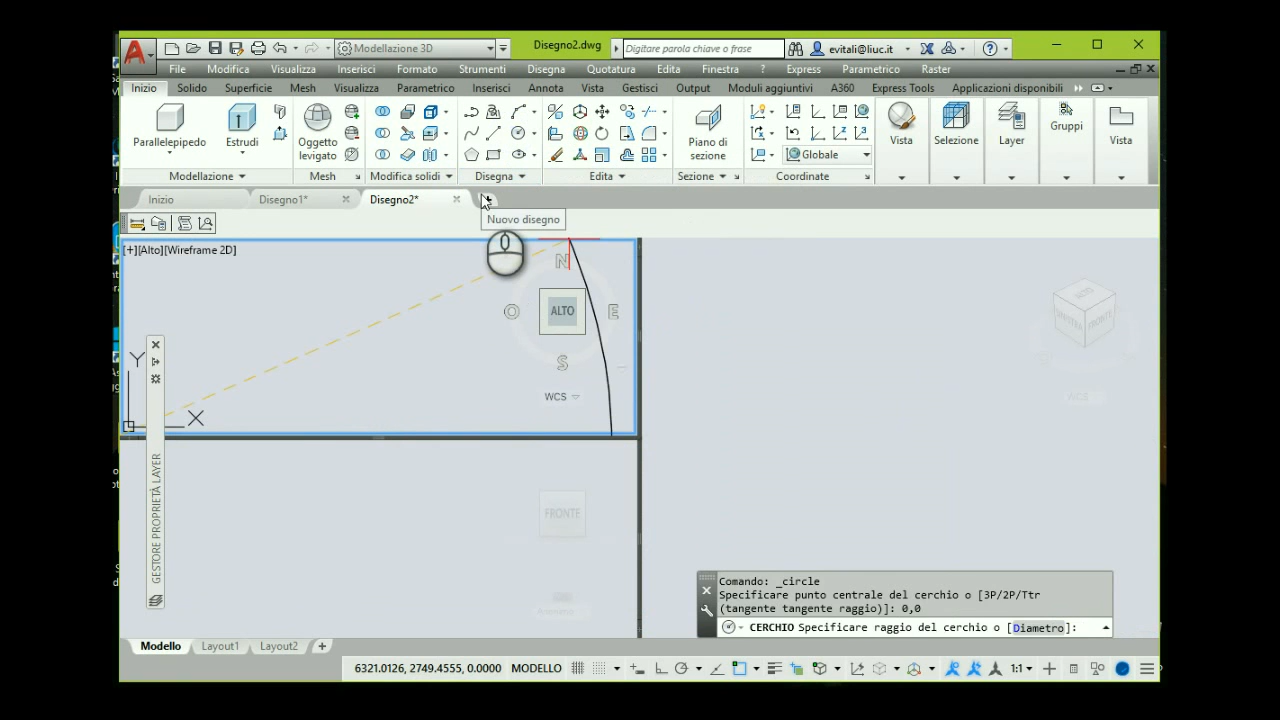 Modellazione 3D
Disegno2.dwg
Digitare parola chiave o frase
evitali@liuc.it
File Modifica Visualizza Inserisci Formato Strumenti Disegna Quotatura Edita Finestra ? Express Parametrico Raster
Inizio Solido Superficie Mesh Visualizza Parametrico Inserisci Annota Vista Gestisci Output Moduli aggiuntivi A360 Express Tools Applicazioni disponibili
Parallelepipedo
Estrudi
Oggetto
levigato
Piano di
sezione
Globale
Vista
Selezione
Layer
Gruppi
Vista
Modellazione
Mesh
Modifica solidi
Disegna
Edita
Sezione
Coordinate
Inizio
Disegno1*
Disegno2*
Nuovo disegno
[+][Alto][Wireframe 2D]
N
O
ALTO
E
S
WCS
Y
X
GESTORE PROPRIETÀ LAYER
FRONTE
ALTO
SINISTRA
FRONTE
WCS
Comando: _circle
Specificare punto centrale del cerchio o [3P/2P/Ttr
(tangente tangente raggio)]: 0,0
CERCHIO Specificare raggio del cerchio o [Diametro]:
Modello
Layout1
Layout2
+
6321.0126, 2749.4555, 0.0000
MODELLO
1:1